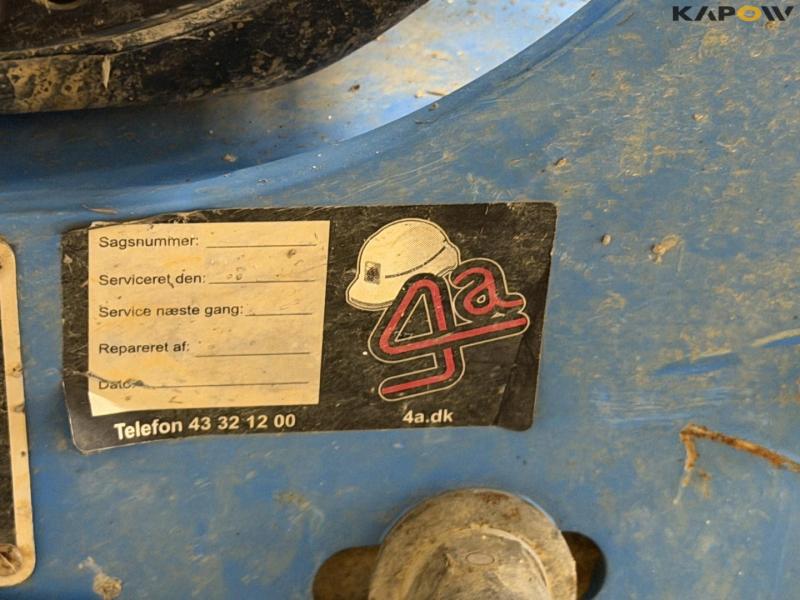 KAPOW
Sagsnummer:
Serviceret den:
Service næste gang:
Repareret af:
Dato:
Telefon 43 32 12 00
4a
4a.dk